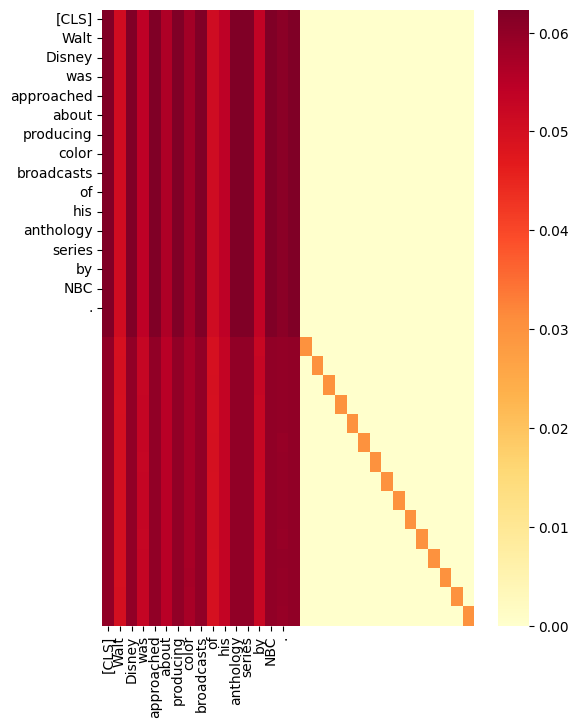 [CLS]
Walt
Disney
was
approached
about
producing
color
broadcasts
of
his
anthology
series
by
NBC
.
0.06
0.05
0.04
0.03
0.02
0.01
0.00
[CLS]
Walt
Disney
was
approached
about
producing
color
broadcasts
of
his
anthology
series
by
NBC
.